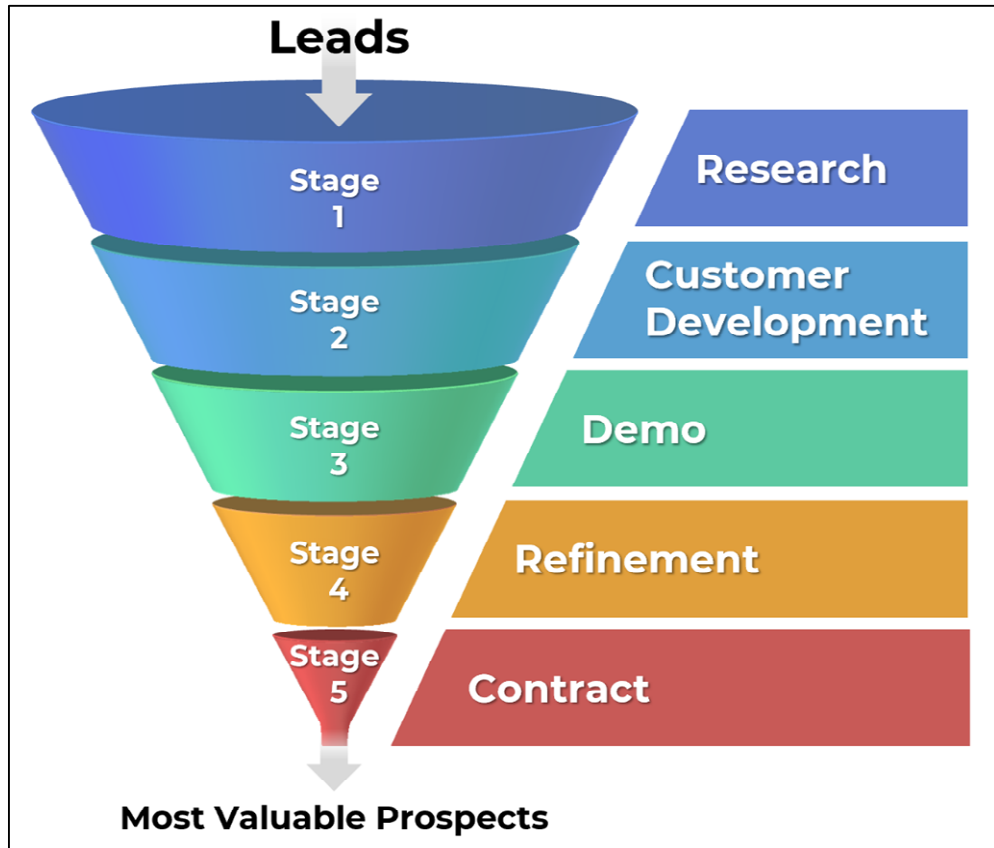 Leads
Stage
1
Research
Stage
2
Customer
Development
Stage
3
Demo
Stage
4
Refinement
Stage
5
Contract
Most Valuable Prospects